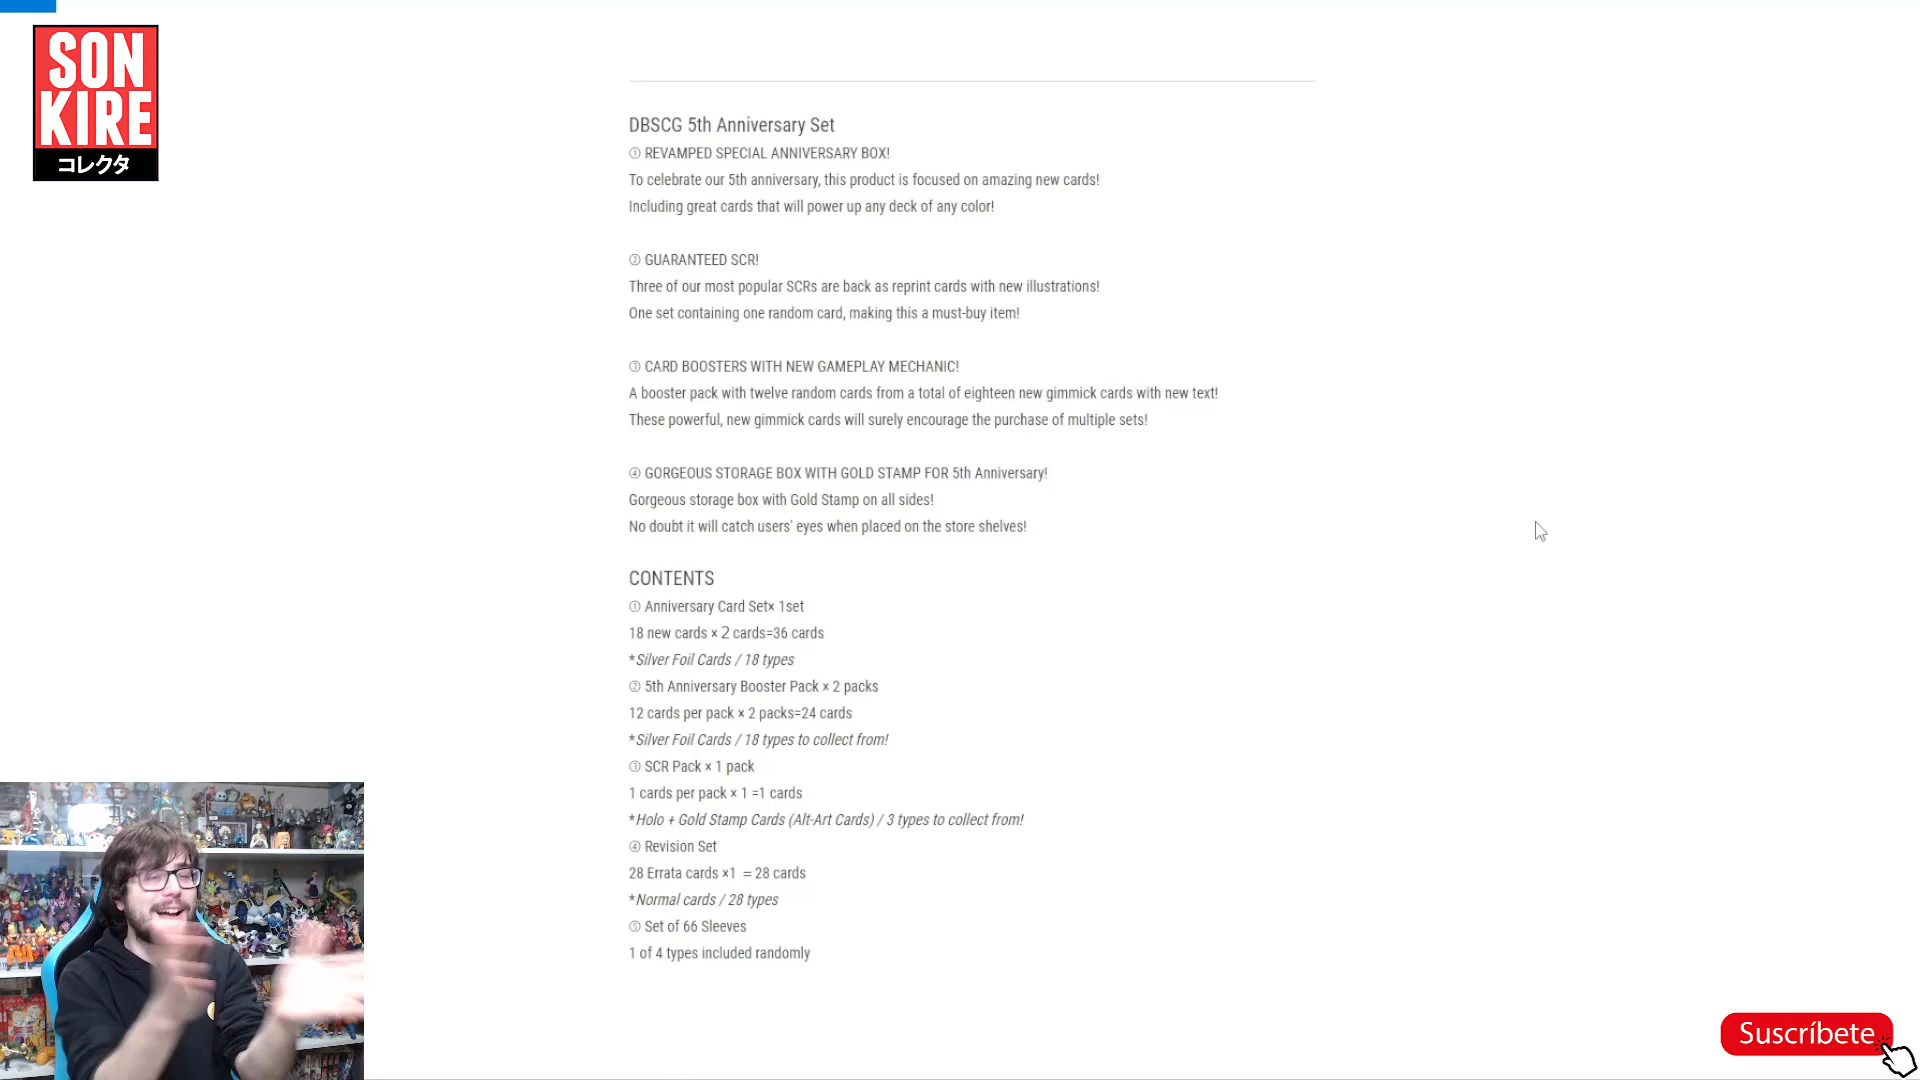 SON
KIRE
コレクタ
DBSCG 5th Anniversary Set
① REVAMPED SPECIAL ANNIVERSARY BOX!
To celebrate our 5th anniversary, this product is focused on amazing new cards!
Including great cards that will power up any deck of any color!
② GUARANTEED SCR!
Three of our most popular SCRs are back as reprint cards with new illustrations!
One set containing one random card, making this a must-buy item!
③ CARD BOOSTERS WITH NEW GAMEPLAY MECHANIC!
A booster pack with twelve random cards from a total of eighteen new gimmick cards with new text!
These powerful, new gimmick cards will surely encourage the purchase of multiple sets!
④ GORGEOUS STORAGE BOX WITH GOLD STAMP FOR 5th Anniversary!
Gorgeous storage box with Gold Stamp on all sides!
No doubt it will catch users' eyes when placed on the store shelves!
CONTENTS
① Anniversary Card Set× 1set
18 new cards × 2 cards=36 cards
*Silver Foil Cards / 18 types
② 5th Anniversary Booster Pack × 2 packs
12 cards per pack × 2 packs=24 cards
*Silver Foil Cards / 18 types to collect from!
③ SCR Pack × 1 pack
1 cards per pack × 1 =1 cards
*Holo + Gold Stamp Cards (Alt-Art Cards) / 3 types to collect from!
④ Revision Set
28 Errata cards ×1 = 28 cards
*Normal cards / 28 types
⑤ Set of 66 Sleeves
1 of 4 types included randomly
Suscríbete